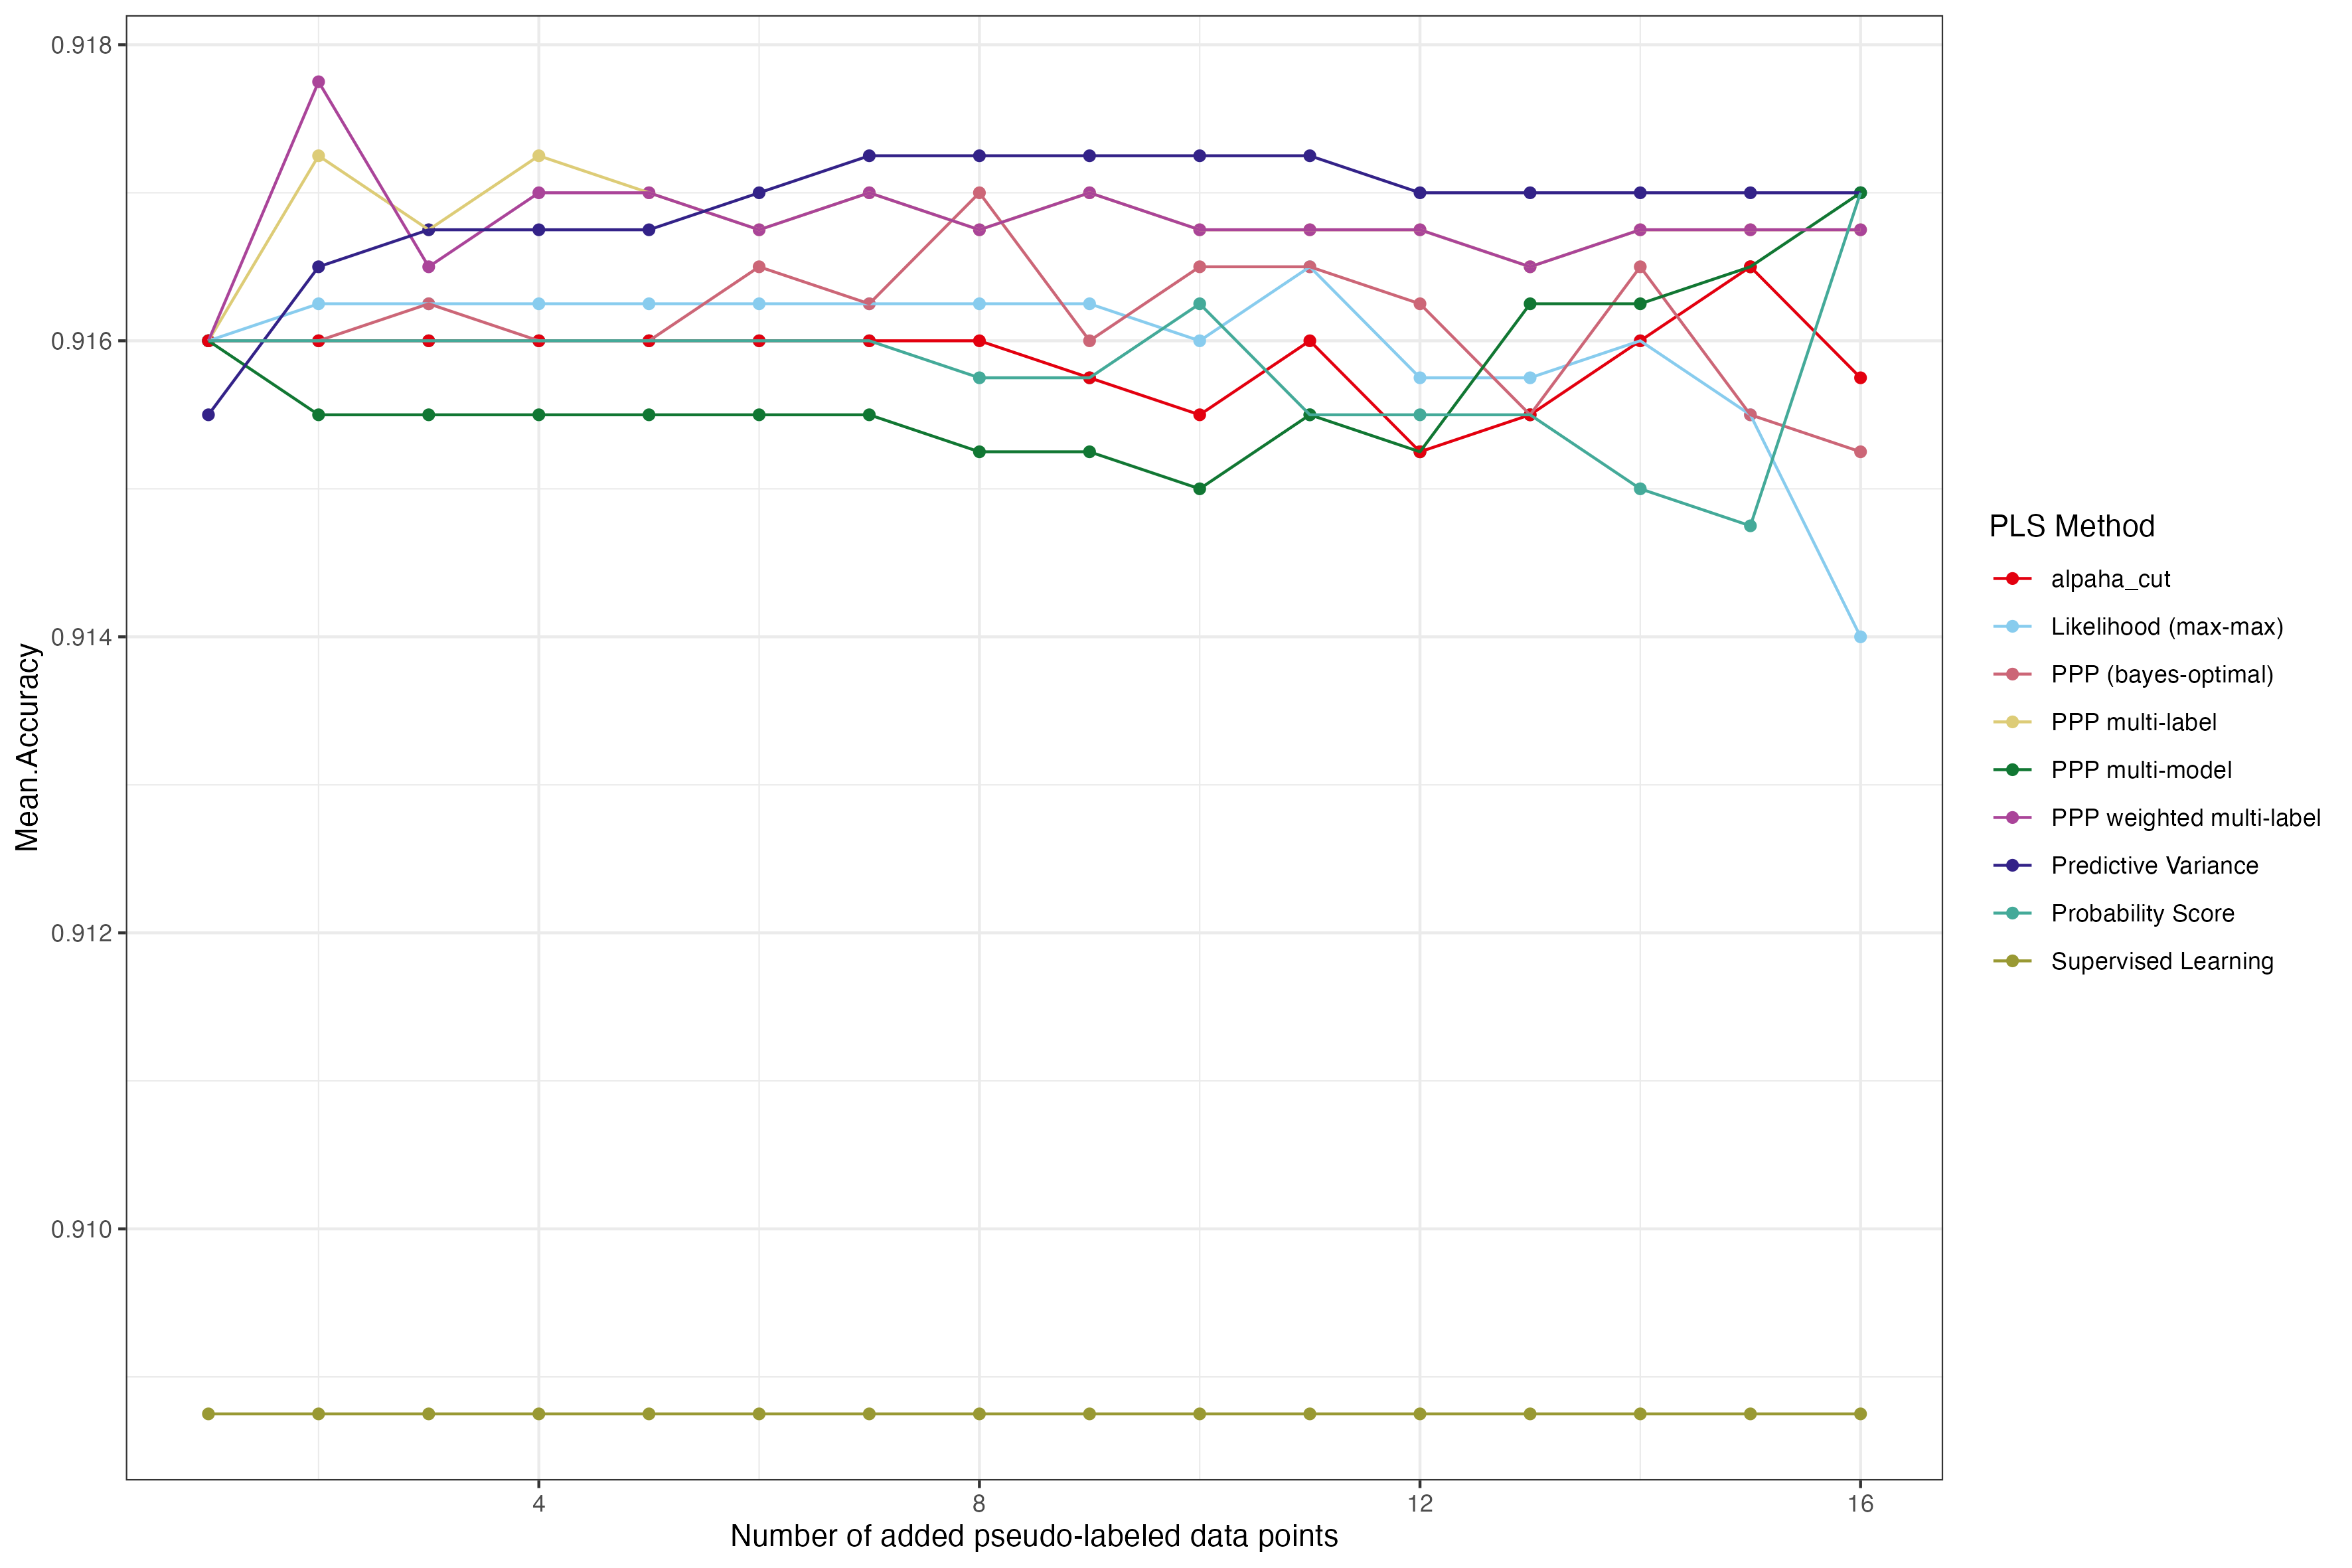 0.918
0.916
0.914
0.912
0.910
Mean.Accuracy
4
8
12
16
Number of added pseudo-labeled data points
PLS Method
alpaha_cut
Likelihood (max-max)
PPP (bayes-optimal)
PPP multi-label
PPP multi-model
PPP weighted multi-label
Predictive Variance
Probability Score
Supervised Learning